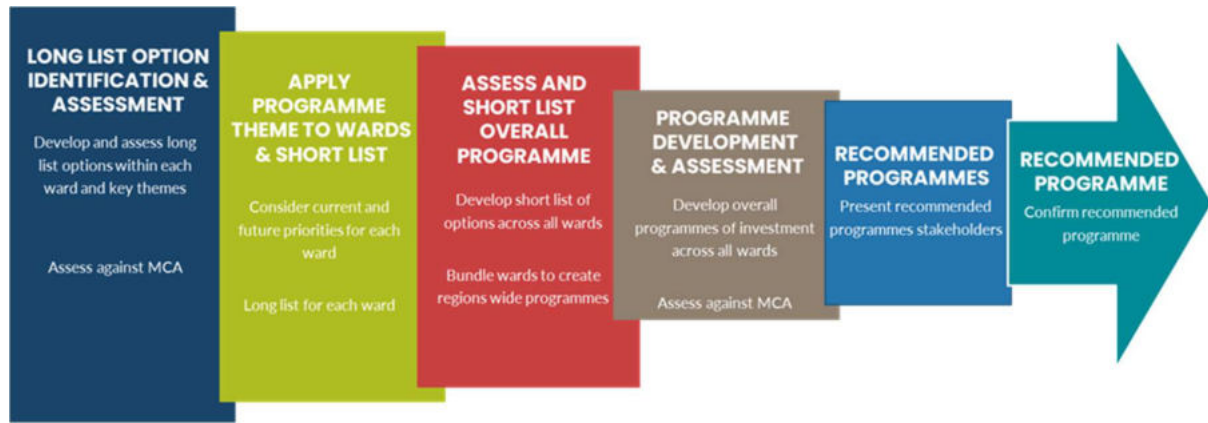 LONG LIST OPTION
IDENTIFICATION &
ASSESSMENT
Develop and assess long
list options within each
ward and key themes
Assess against MCA
APPLY
PROGRAMME
THEME TO WARDS
& SHORT LIST
Consider current and
future priorities for each
ward
Long list for each ward
ASSESS AND
SHORT LIST
OVERALL
PROGRAMME
Develop short list of
options across all wards
Bundle wards to create
regions wide programmes
PROGRAMME
DEVELOPMENT
& ASSESSMENT
Develop overall
programmes of investment
across all wards
Assess against MCA
RECOMMENDED
PROGRAMMES
Present recommended
programmes stakeholders
RECOMMENDED
PROGRAMME
Confirm recommended
programme